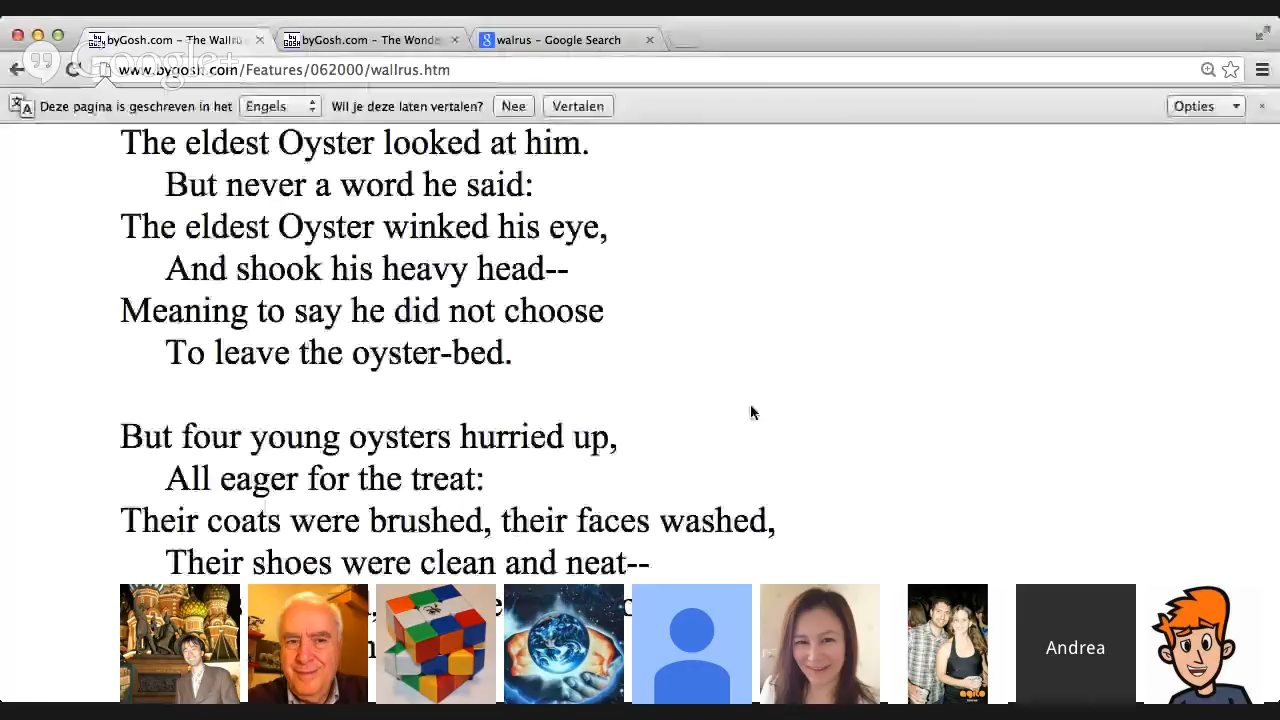 byGosh.com – The Wallru
byGosh.com – The Wonde
walrus - Google Search
Google+
www.bygosh.com/Features/062000/wallrus.htm
Deze pagina is geschreven in het Engels Wil je deze laten vertalen? Nee Vertalen Opties
The eldest Oyster looked at him.
But never a word he said:
The eldest Oyster winked his eye,
And shook his heavy head--
Meaning to say he did not choose
To leave the oyster-bed.
But four young oysters hurried up,
All eager for the treat:
Their coats were brushed, their faces washed,
Their shoes were clean and neat--
Andrea